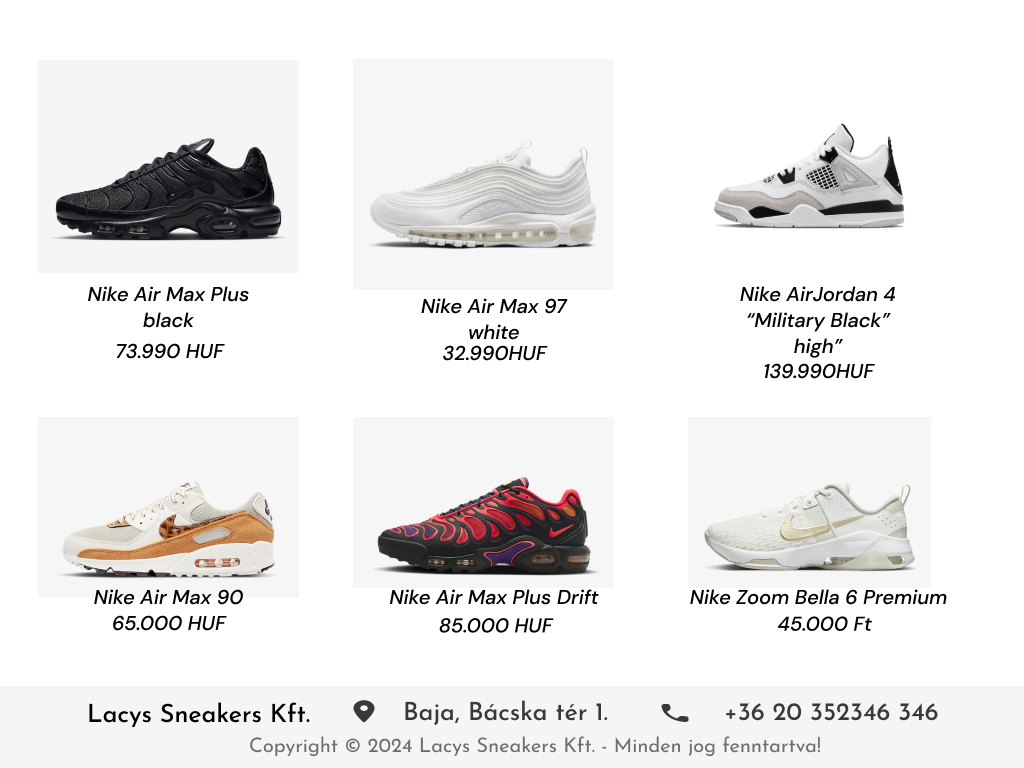 Nike Air Max Plus
black
73.990 HUF
Nike Air Max 97
white
32.990HUF
Nike AirJordan 4
“Military Black”
high”
139.990HUF
Nike Air Max 90
65.000 HUF
Nike Air Max Plus Drift
85.000 HUF
Nike Zoom Bella 6 Premium
45.000 Ft
Lacys Sneakers Kft.
Baja, Bácska tér 1.
+36 20 352346 346
Copyright © 2024 Lacys Sneakers Kft. - Minden jog fenntartva!